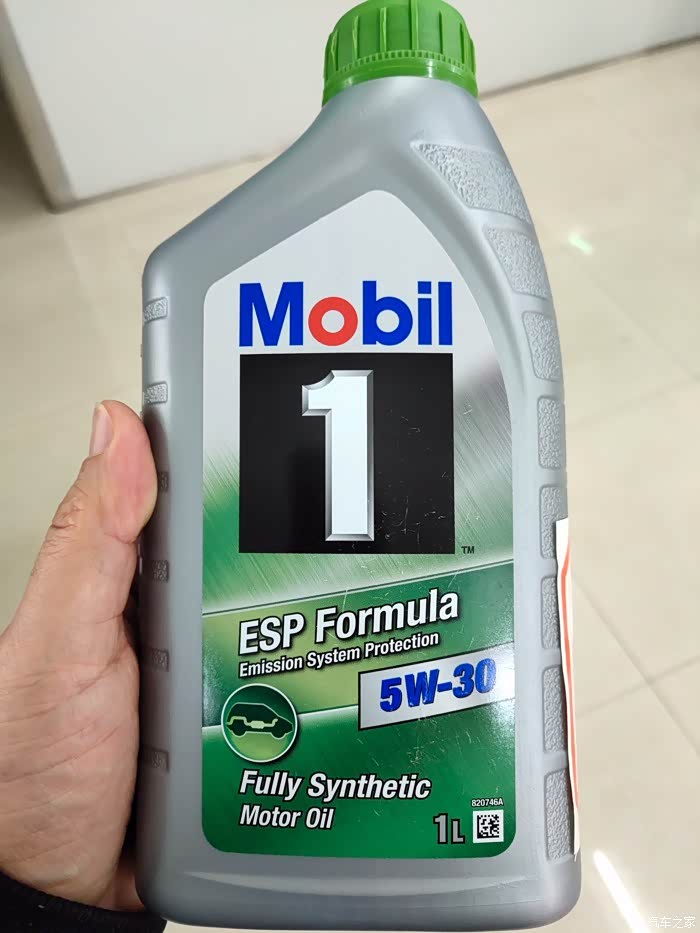 Mobil
1
TM
ESP Formula
Emission System Protection
5W-30
Fully Synthetic
Motor Oil
820746A
1L
汽车之家